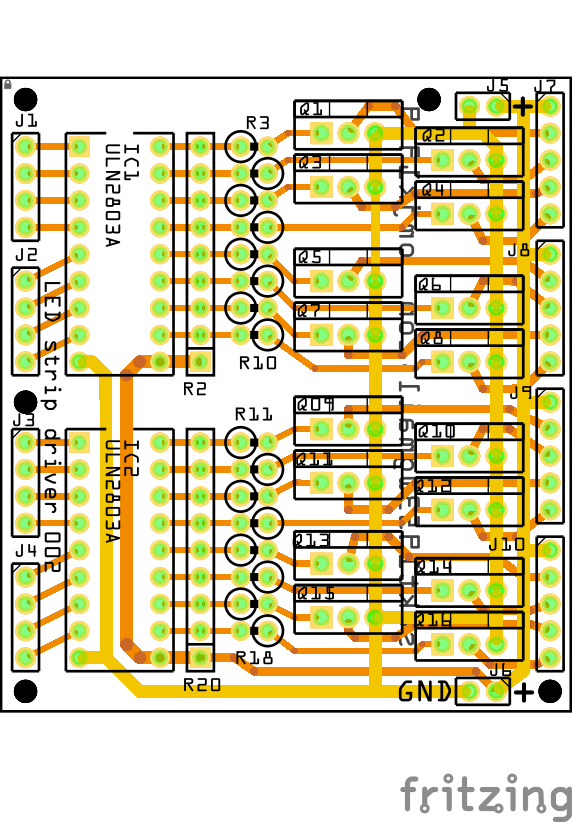 J5
J7
+
J1
R3
Q1
IC1
ULN2803A
Q2
Q3
Q4
J2
Q5
J8
Q6
LED strip driver 002
Q7
Q8
R10
R2
J9
J3
R11
Q09
IC2
ULN2803A
Q10
Q11
Q12
J4
Q13
J10
Q14
Q15
Q16
R18
R20
J6
GND
+
fritzing